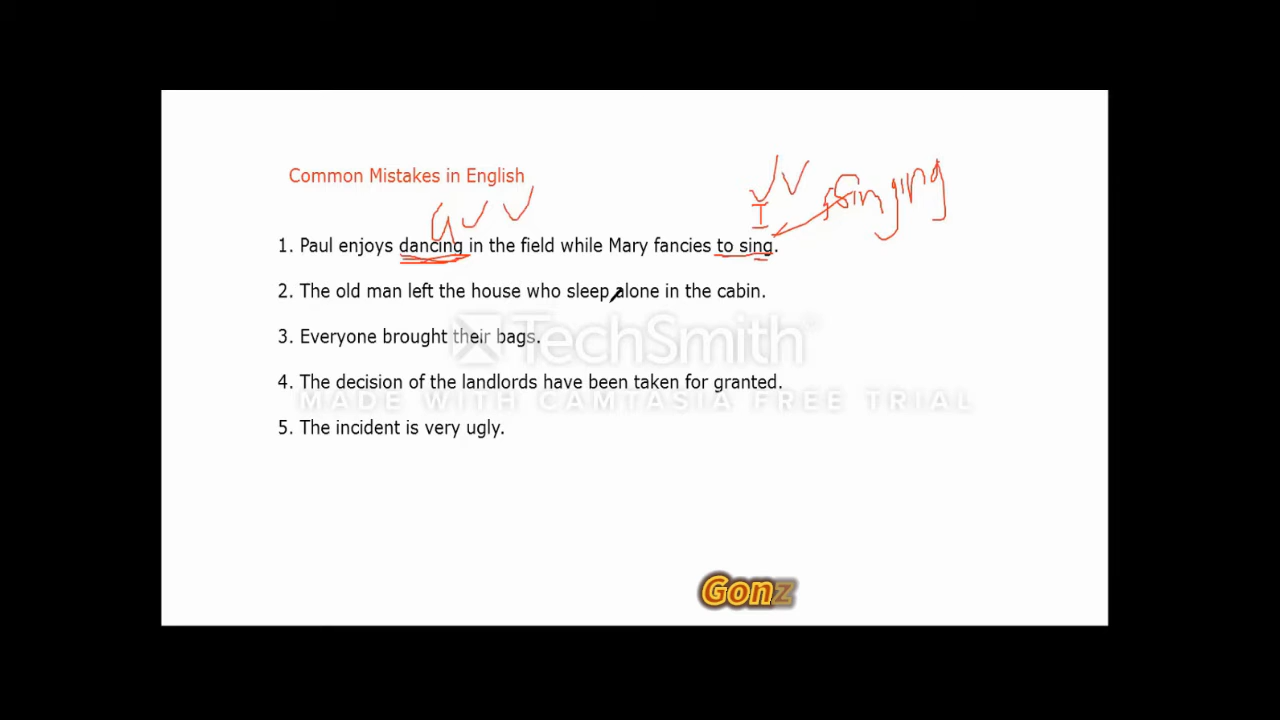 Common Mistakes in English
singing
I
G
1. Paul enjoys dancing in the field while Mary fancies to sing.
2. The old man left the house who sleep alone in the cabin.
3. Everyone brought their bags.
TechSmith
4. The decision of the landlords have been taken for granted.
MADE WITH CAMTASIA FREE TRIAL
5. The incident is very ugly.
Gonz